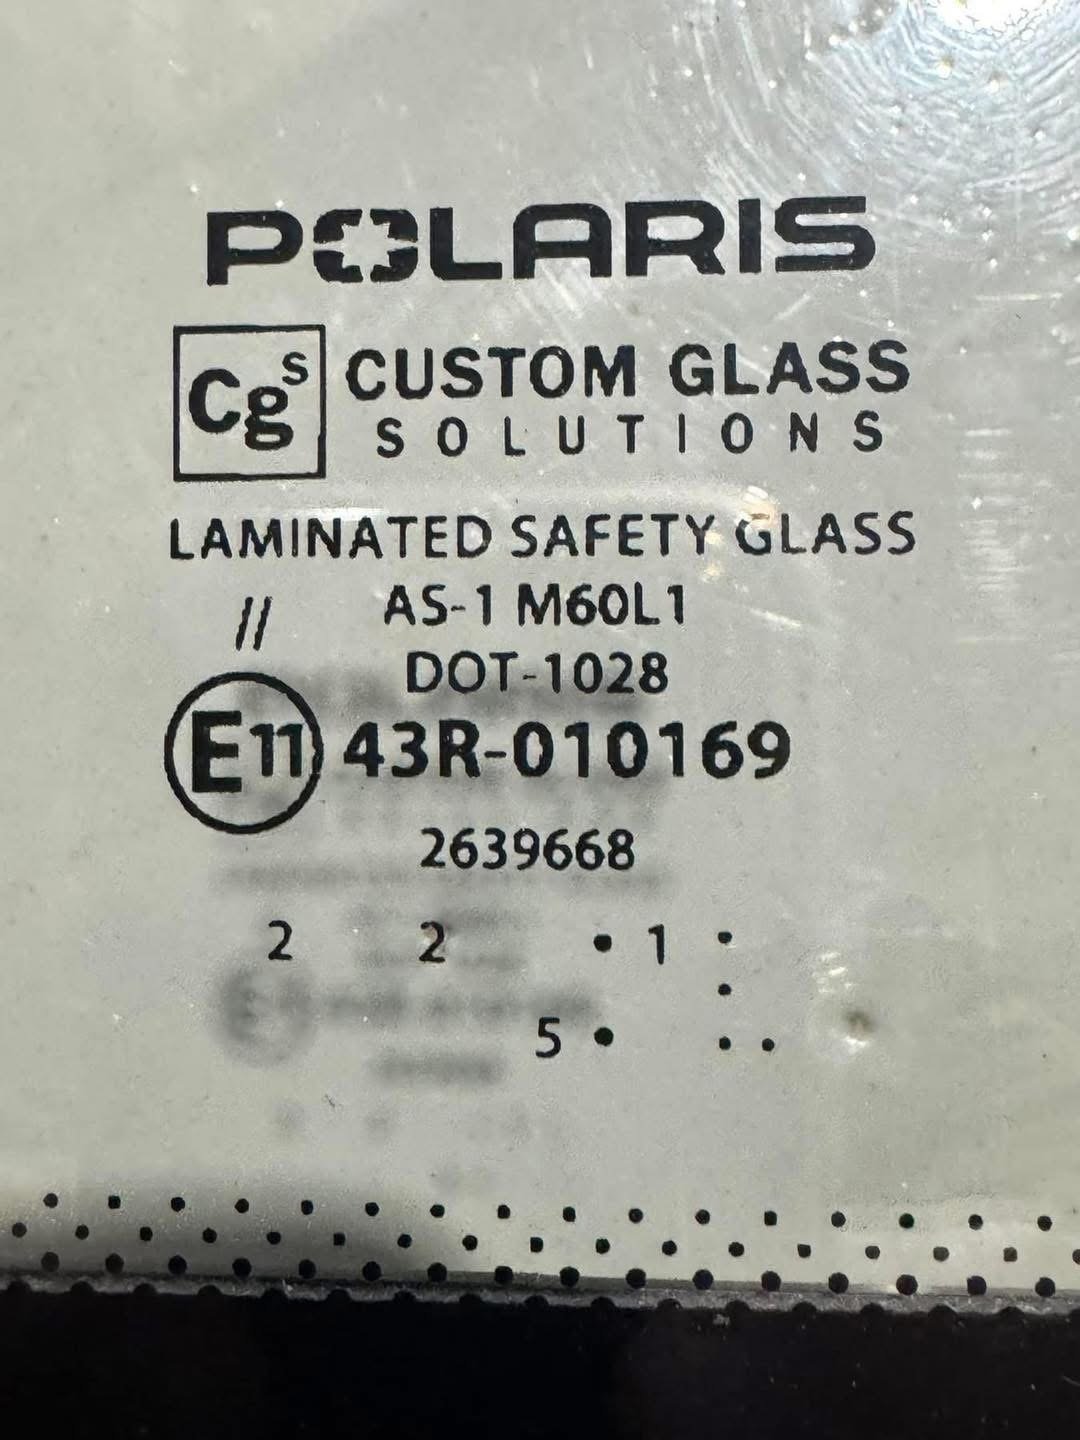 POLARIS
Cgs CUSTOM GLASS
SOLUTIONS
LAMINATED SAFETY GLASS
// AS-1 M60L1
DOT-1028
E11 43R-010169
2639668
2 2 • 1 •
•
5 • • •